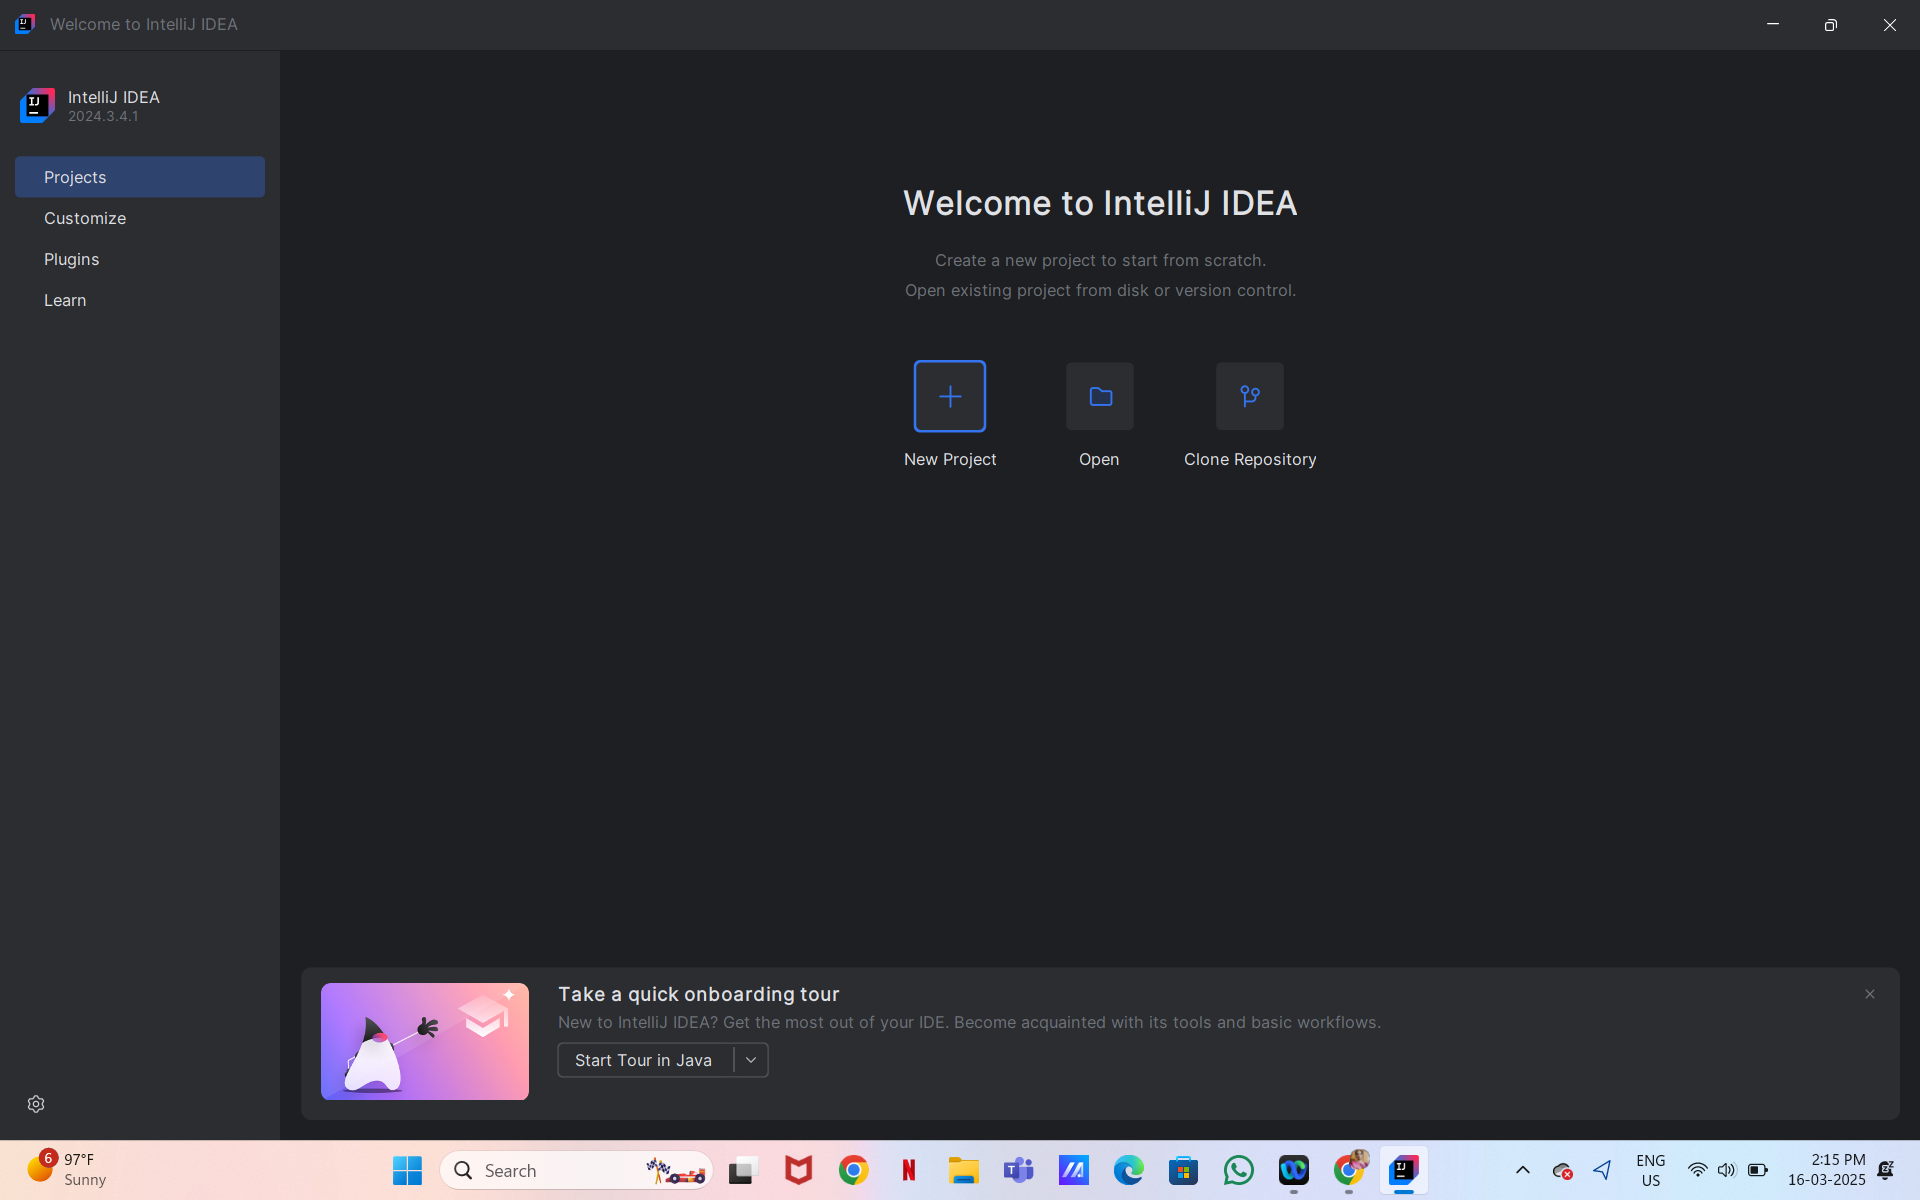 Welcome to IntelliJ IDEA
IntelliJ IDEA
2024.3.4.1
Projects
Customize
Plugins
Learn
Welcome to IntelliJ IDEA
Create a new project to start from scratch.
Open existing project from disk or version control.
New Project
Open
Clone Repository
Take a quick onboarding tour
New to IntelliJ IDEA? Get the most out of your IDE. Become acquainted with its tools and basic workflows.
Start Tour in Java
6
97°F
Sunny
Search
ENG
US
2:15 PM
16-03-2025